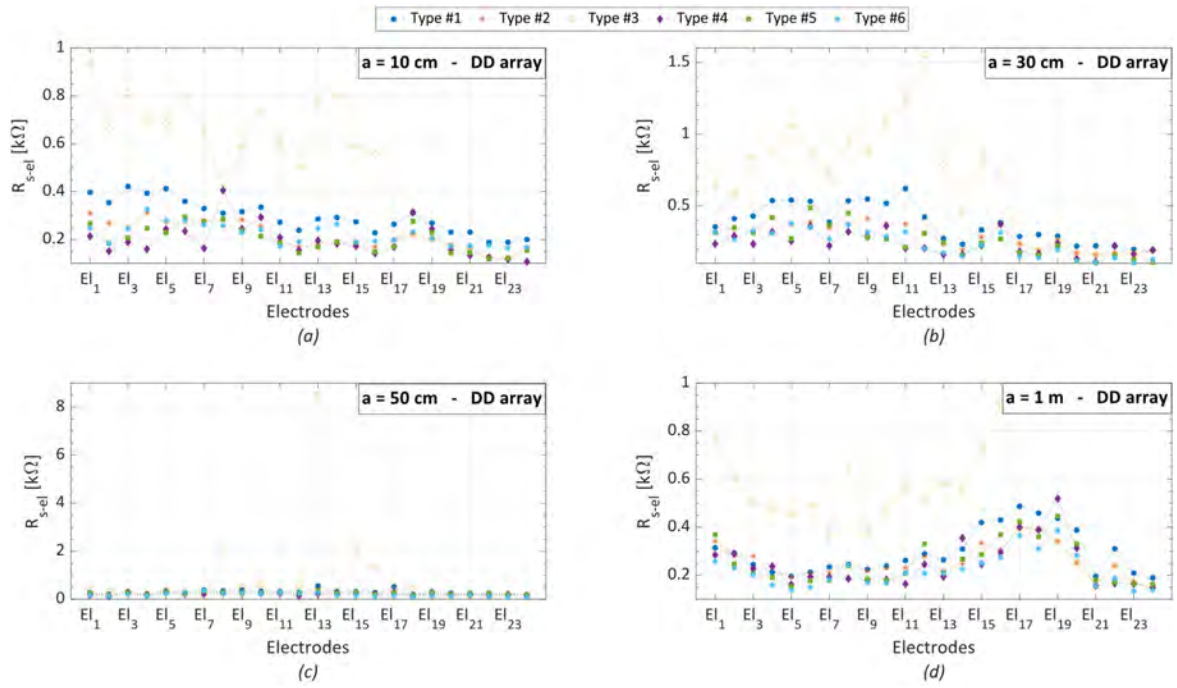 Type #1 Type #2 Type #3 Type #4 Type #5 Type #6
a = 10 cm - DD array
1
0.8
0.6
0.4
0.2
R_s-el [kΩ]
El_1 El_3 El_5 El_7 El_9 El_11 El_13 El_15 El_17 El_19 El_21 El_23
Electrodes
(a)
a = 30 cm - DD array
1.5
1
0.5
R_s-el [kΩ]
El_1 El_3 El_5 El_7 El_9 El_11 El_13 El_15 El_17 El_19 El_21 El_23
Electrodes
(b)
a = 50 cm - DD array
8
6
4
2
0
R_s-el [kΩ]
El_1 El_3 El_5 El_7 El_9 El_11 El_13 El_15 El_17 El_19 El_21 El_23
Electrodes
(c)
a = 1 m - DD array
1
0.8
0.6
0.4
0.2
R_s-el [kΩ]
El_1 El_3 El_5 El_7 El_9 El_11 El_13 El_15 El_17 El_19 El_21 El_23
Electrodes
(d)